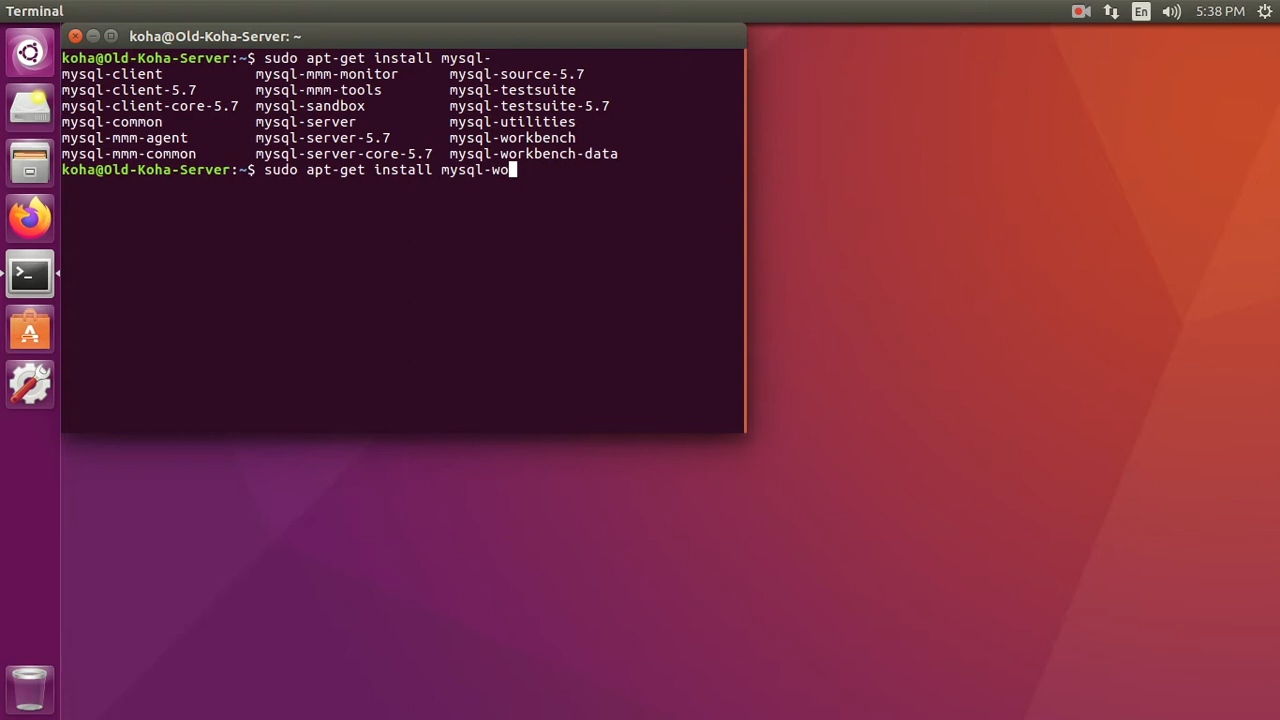 Terminal
En
5:38 PM
koha@Old-Koha-Server: ~
koha@Old-Koha-Server:~$ sudo apt-get install mysql-
mysql-client mysql-mmm-monitor mysql-source-5.7
mysql-client-5.7 mysql-mmm-tools mysql-testsuite
mysql-client-core-5.7 mysql-sandbox mysql-testsuite-5.7
mysql-common mysql-server mysql-utilities
mysql-mmm-agent mysql-server-5.7 mysql-workbench
mysql-mmm-common mysql-server-core-5.7 mysql-workbench-data
koha@Old-Koha-Server:~$ sudo apt-get install mysql-wo